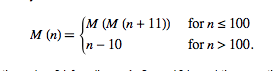 M (n) = { M (M (n + 11)) for n ≤ 100
n − 10 for n > 100.